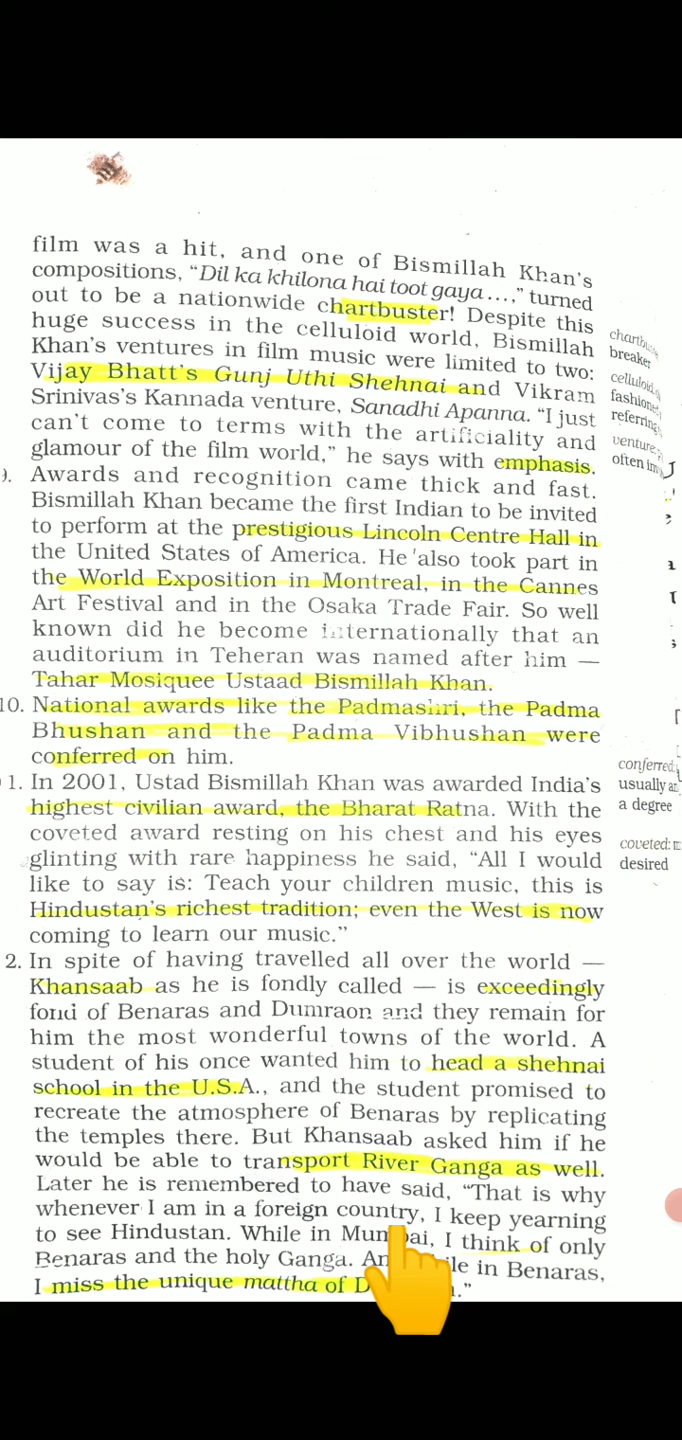 film was a hit, and one of Bismillah Khan's
compositions, “Dil ka khilona hai toot gaya...,” turned
out to be a nationwide chartbuster! Despite this
huge success in the celluloid world, Bismillah
Khan's ventures in film music were limited to two:
Vijay Bhatt's Gunj Uthi Shehnai and Vikram
Srinivas's Kannada venture, Sanadhi Apanna. “I just
can't come to terms with the artificiality and
glamour of the film world,” he says with emphasis.
9. Awards and recognition came thick and fast.
Bismillah Khan became the first Indian to be invited
to perform at the prestigious Lincoln Centre Hall in
the United States of America. He also took part in
the World Exposition in Montreal, in the Cannes
Art Festival and in the Osaka Trade Fair. So well
known did he become internationally that an
auditorium in Teheran was named after him —
Tahar Mosiquee Ustaad Bismillah Khan.
10. National awards like the Padmashri, the Padma
Bhushan and the Padma Vibhushan were
conferred on him.
1. In 2001, Ustad Bismillah Khan was awarded India's
highest civilian award, the Bharat Ratna. With the
coveted award resting on his chest and his eyes
glinting with rare happiness he said, “All I would
like to say is: Teach your children music, this is
Hindustan's richest tradition; even the West is now
coming to learn our music.”
2. In spite of having travelled all over the world —
Khansaab as he is fondly called — is exceedingly
fond of Benaras and Dumraon and they remain for
him the most wonderful towns of the world. A
student of his once wanted him to head a shehnai
school in the U.S.A., and the student promised to
recreate the atmosphere of Benaras by replicating
the temples there. But Khansaab asked him if he
would be able to transport River Ganga as well.
Later he is remembered to have said, “That is why
whenever I am in a foreign country, I keep yearning
to see Hindustan. While in Mumbai, I think of only
Benaras and the holy Ganga. in Benaras,
I miss the unique mattha of
breaker
venture
often
conferred:
usually
a degree
coveted:
desired